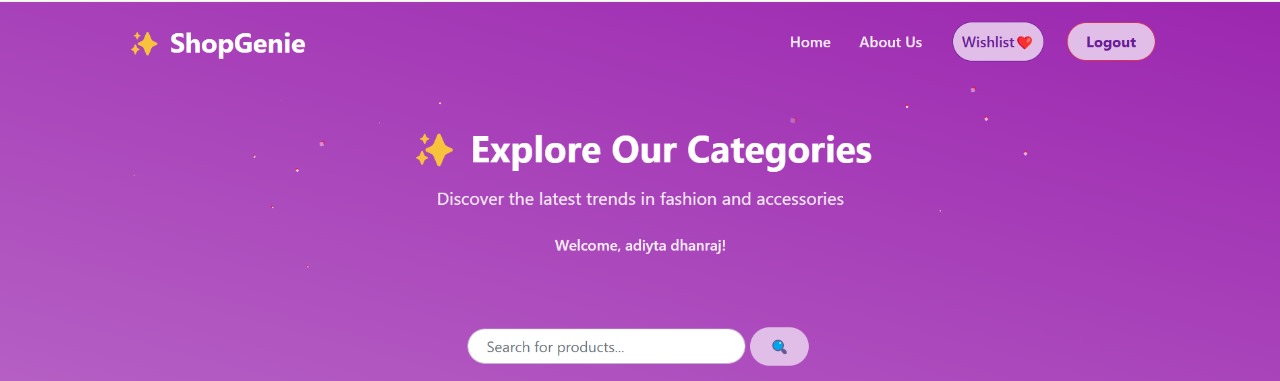 ✨ ShopGenie
Home About Us Wishlist❤️ Logout
✨ Explore Our Categories
Discover the latest trends in fashion and accessories
Welcome, adiyta dhanraj!
Search for products...